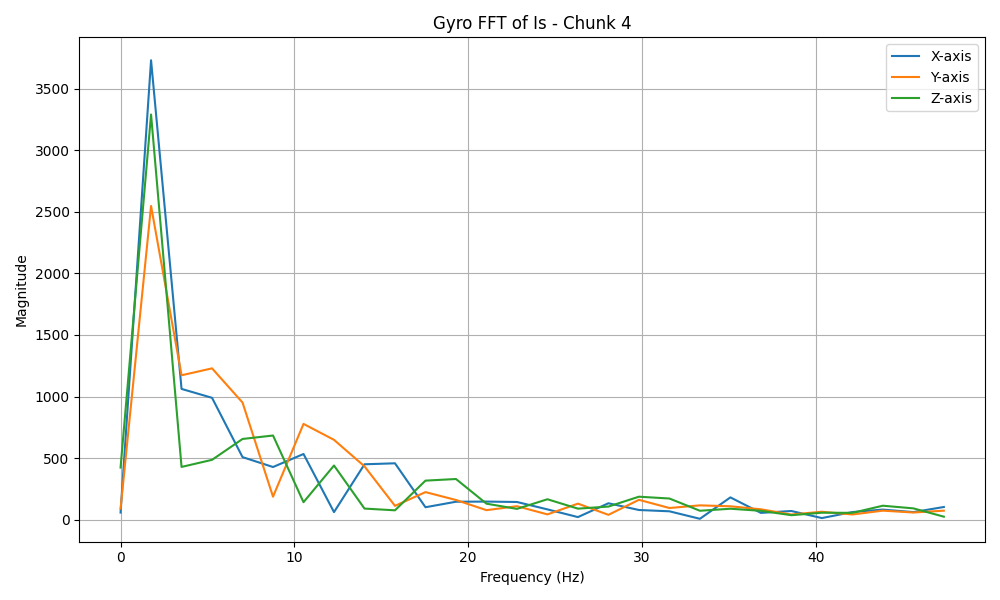 Gyro FFT of Is - Chunk 4
X-axis
Y-axis
Z-axis
Magnitude
3500
3000
2500
2000
1500
1000
500
0
0 10 20 30 40
Frequency (Hz)